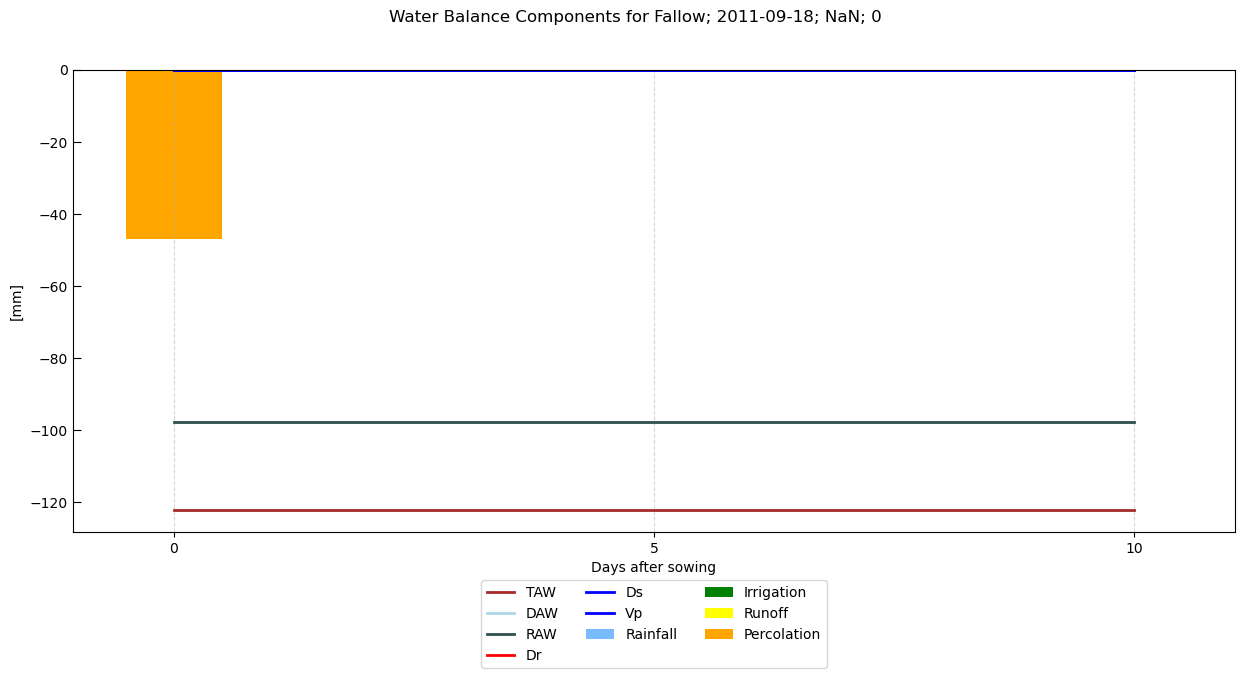 Water Balance Components for Fallow; 2011-09-18; NaN; 0
0
−20
−40
−60
−80
−100
−120
[mm]
0 5 10
Days after sowing
TAW Ds Irrigation
DAW Vp Runoff
RAW Rainfall Percolation
Dr